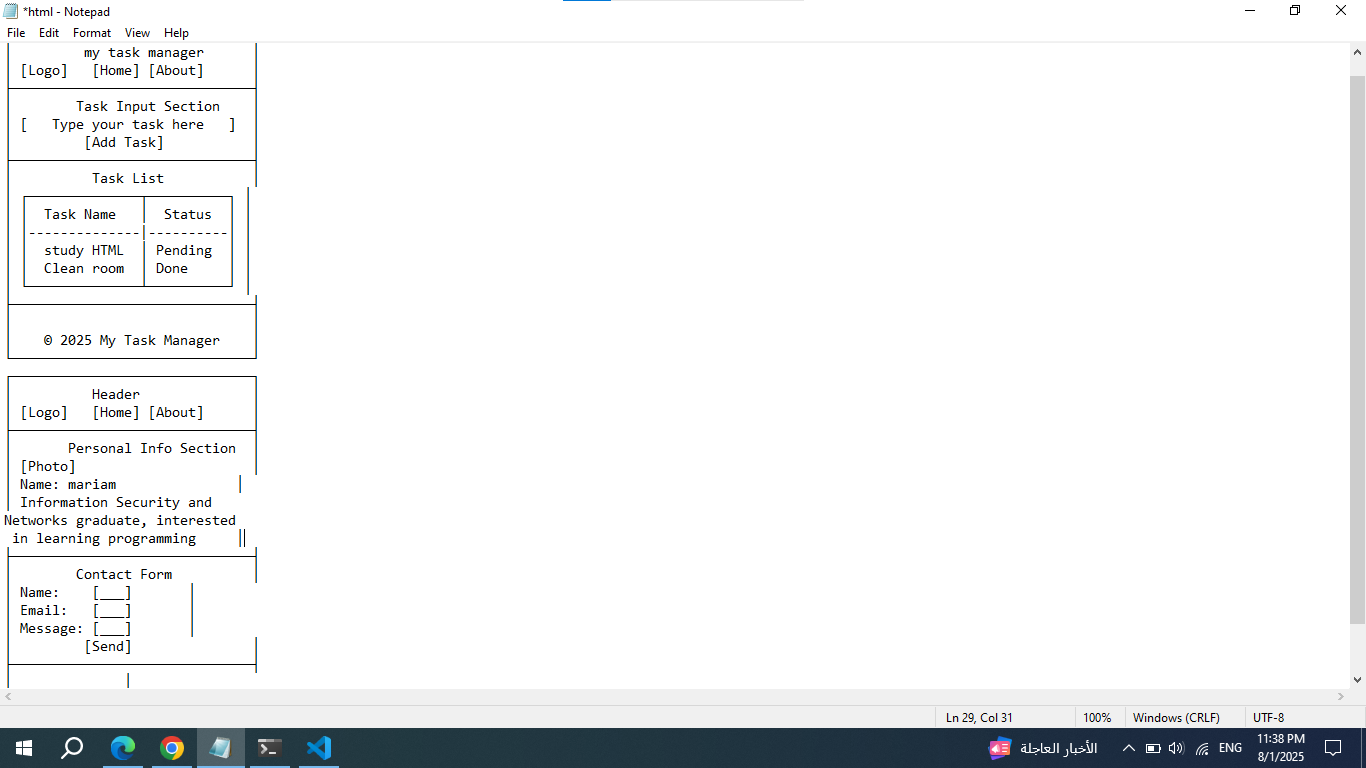 *html - Notepad
File Edit Format View Help
my task manager
[Logo] [Home] [About]
Task Input Section
[ Type your task here ]
[Add Task]
Task List
Task Name Status
--------------|----------
study HTML Pending
Clean room Done
© 2025 My Task Manager
Header
[Logo] [Home] [About]
Personal Info Section
[Photo]
Name: mariam
Information Security and
Networks graduate, interested
in learning programming
Contact Form
Name: [___]
Email: [___]
Message: [___]
[Send]
Ln 29, Col 31 100% Windows (CRLF) UTF-8
الأخبار العاجلة ENG 11:38 PM
8/1/2025